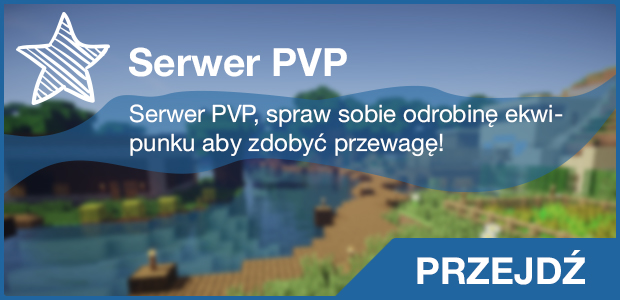 Serwer PVP
Serwer PVP, spraw sobie odrobinę ekwi-
punku aby zdobyć przewagę!
PRZEJDŹ